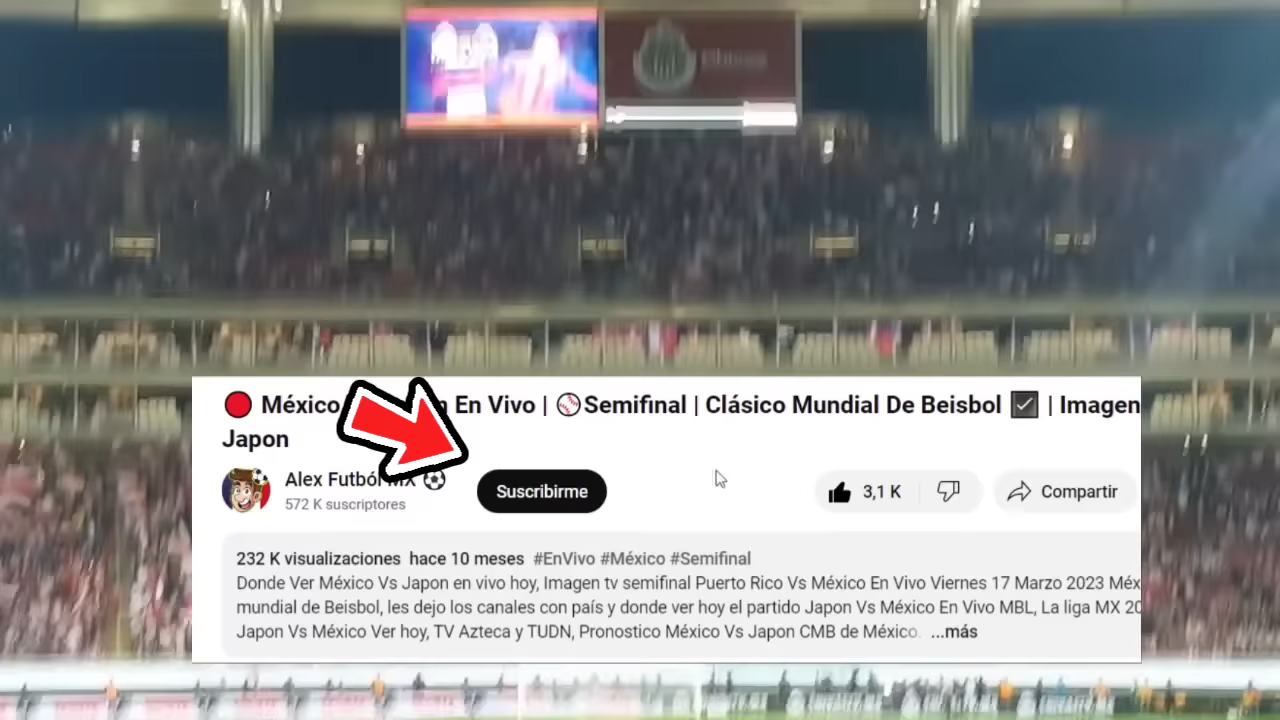 México n En Vivo | Semifinal | Clásico Mundial De Beisbol | Imagen
Japon
Alex Futból MX
572 K suscriptores
Suscribirme
3,1 K
Compartir
232 K visualizaciones hace 10 meses #EnVivo #México #Semifinal
Donde Ver México Vs Japon en vivo hoy, Imagen tv semifinal Puerto Rico Vs México En Vivo Viernes 17 Marzo 2023 Méx
mundial de Beisbol, les dejo los canales con país y donde ver hoy el partido Japon Vs México En Vivo MBL, La liga MX 20
Japon Vs México Ver hoy, TV Azteca y TUDN, Pronostico México Vs Japon CMB de México. ...más